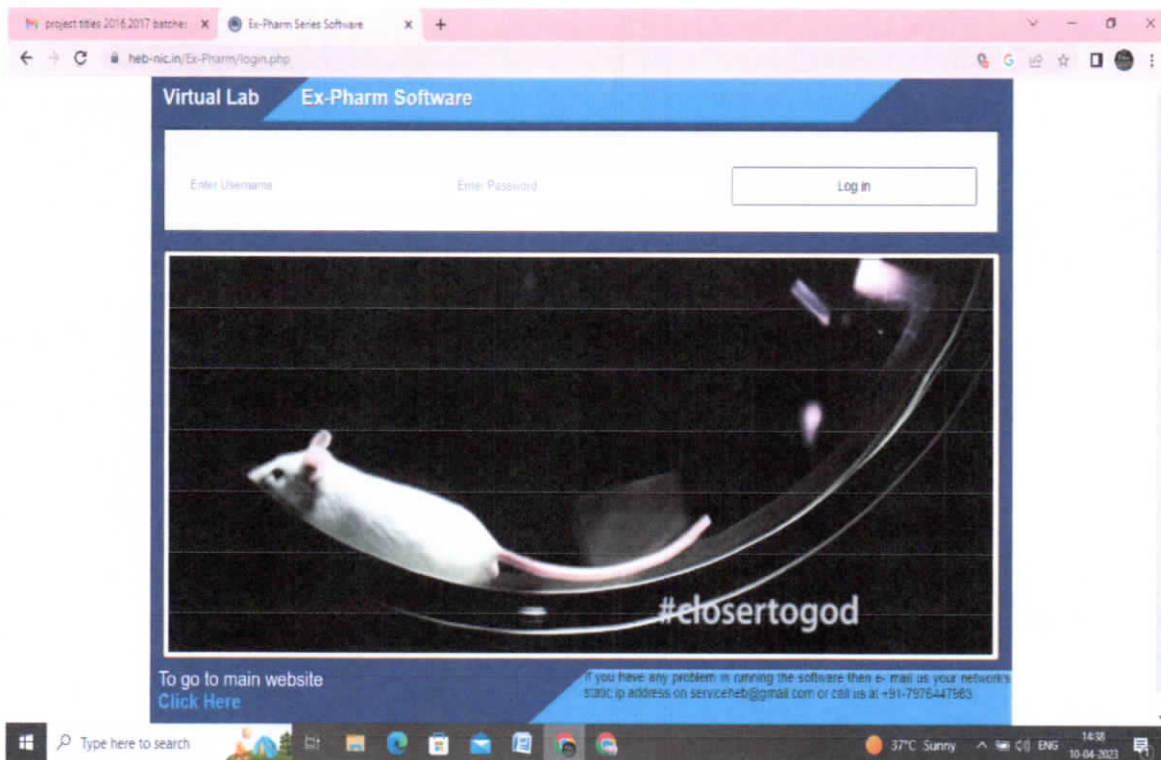 project titles 2016,2017 batches
Ex-Pharm Series Software
heb-nic.in/Ex-Pharm/login.php
Virtual Lab
Ex-Pharm Software
Enter Username
Enter Password
Log in
#closertogod
To go to main website
Click Here
If you have any problem in running the software then e- mail us your network's
static ip address on serviceheb@gmail.com or call us at +91-7976447983
Type here to search
37°C Sunny
ENG
14:38
10-04-2023